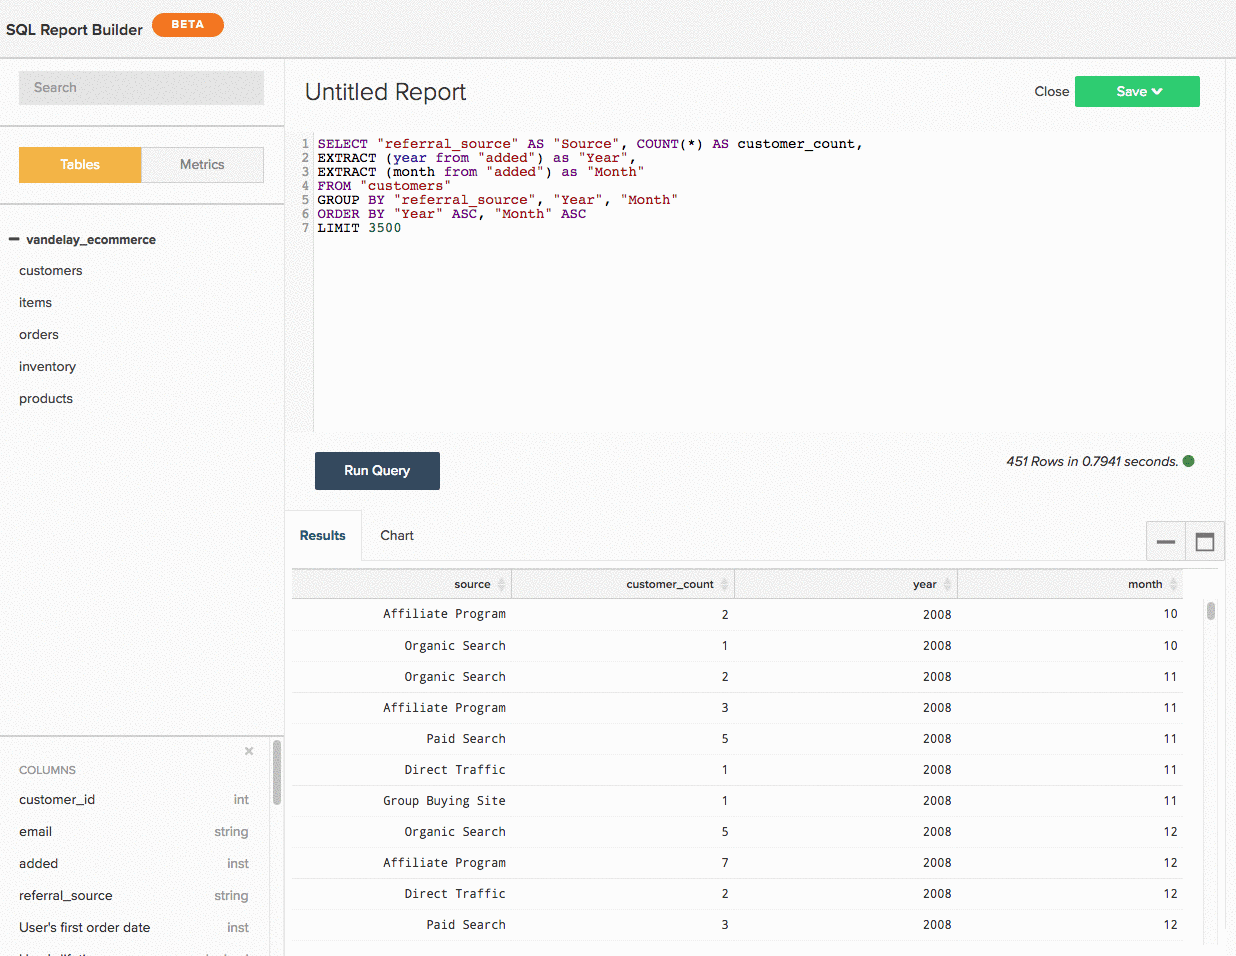 SQL Report Builder BETA
Search
Tables Metrics
vandelay_ecommerce
customers
items
orders
inventory
products
COLUMNS
customer_id int
email string
added inst
referral_source string
User's first order date inst
Untitled Report
Close Save
1 SELECT "referral_source" AS "Source", COUNT(*) AS customer_count,
2 EXTRACT (year from "added") as "Year",
3 EXTRACT (month from "added") as "Month"
4 FROM "customers"
5 GROUP BY "referral_source", "Year", "Month"
6 ORDER BY "Year" ASC, "Month" ASC
7 LIMIT 3500
Run Query
451 Rows in 0.7941 seconds.
Results Chart
source customer_count year month
Affiliate Program 2 2008 10
Organic Search 1 2008 10
Organic Search 2 2008 11
Affiliate Program 3 2008 11
Paid Search 5 2008 11
Direct Traffic 1 2008 11
Group Buying Site 1 2008 11
Organic Search 5 2008 12
Affiliate Program 7 2008 12
Direct Traffic 2 2008 12
Paid Search 3 2008 12